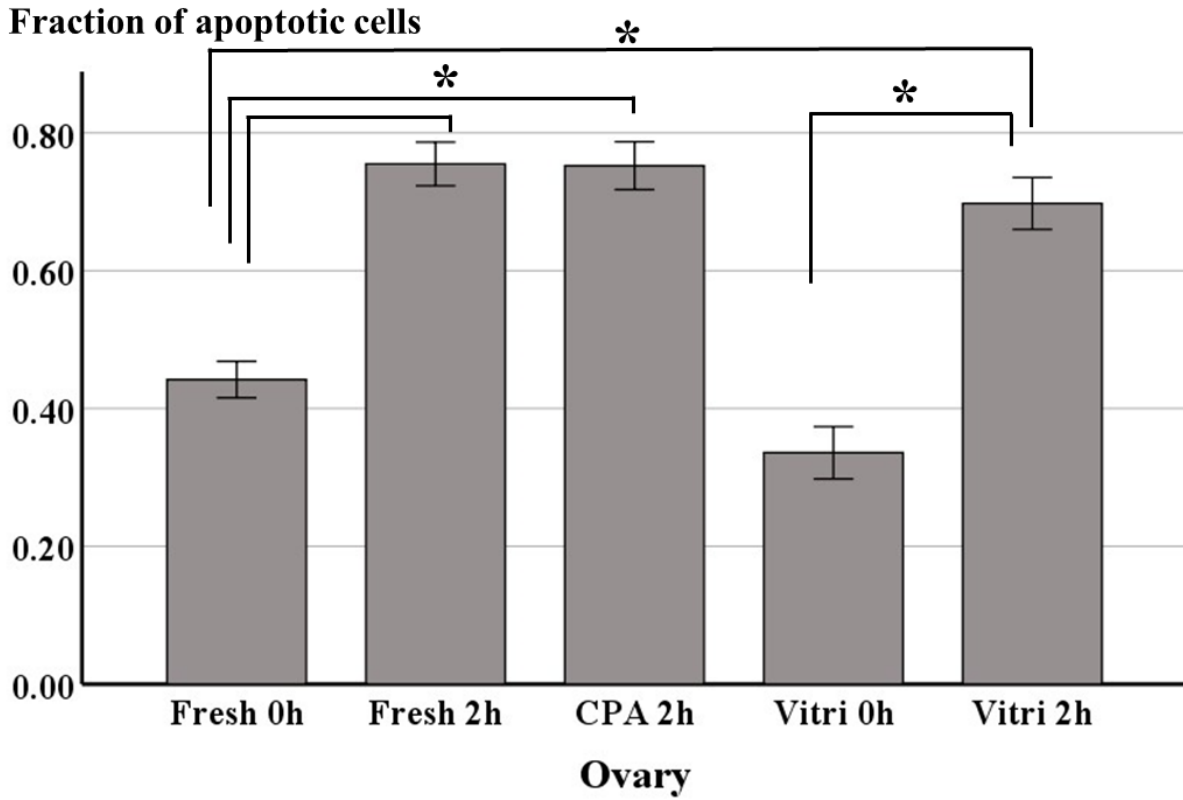 Fraction of apoptotic cells
*
*
*
0.80
0.60
0.40
0.20
0.00
Fresh 0h Fresh 2h CPA 2h Vitri 0h Vitri 2h
Ovary